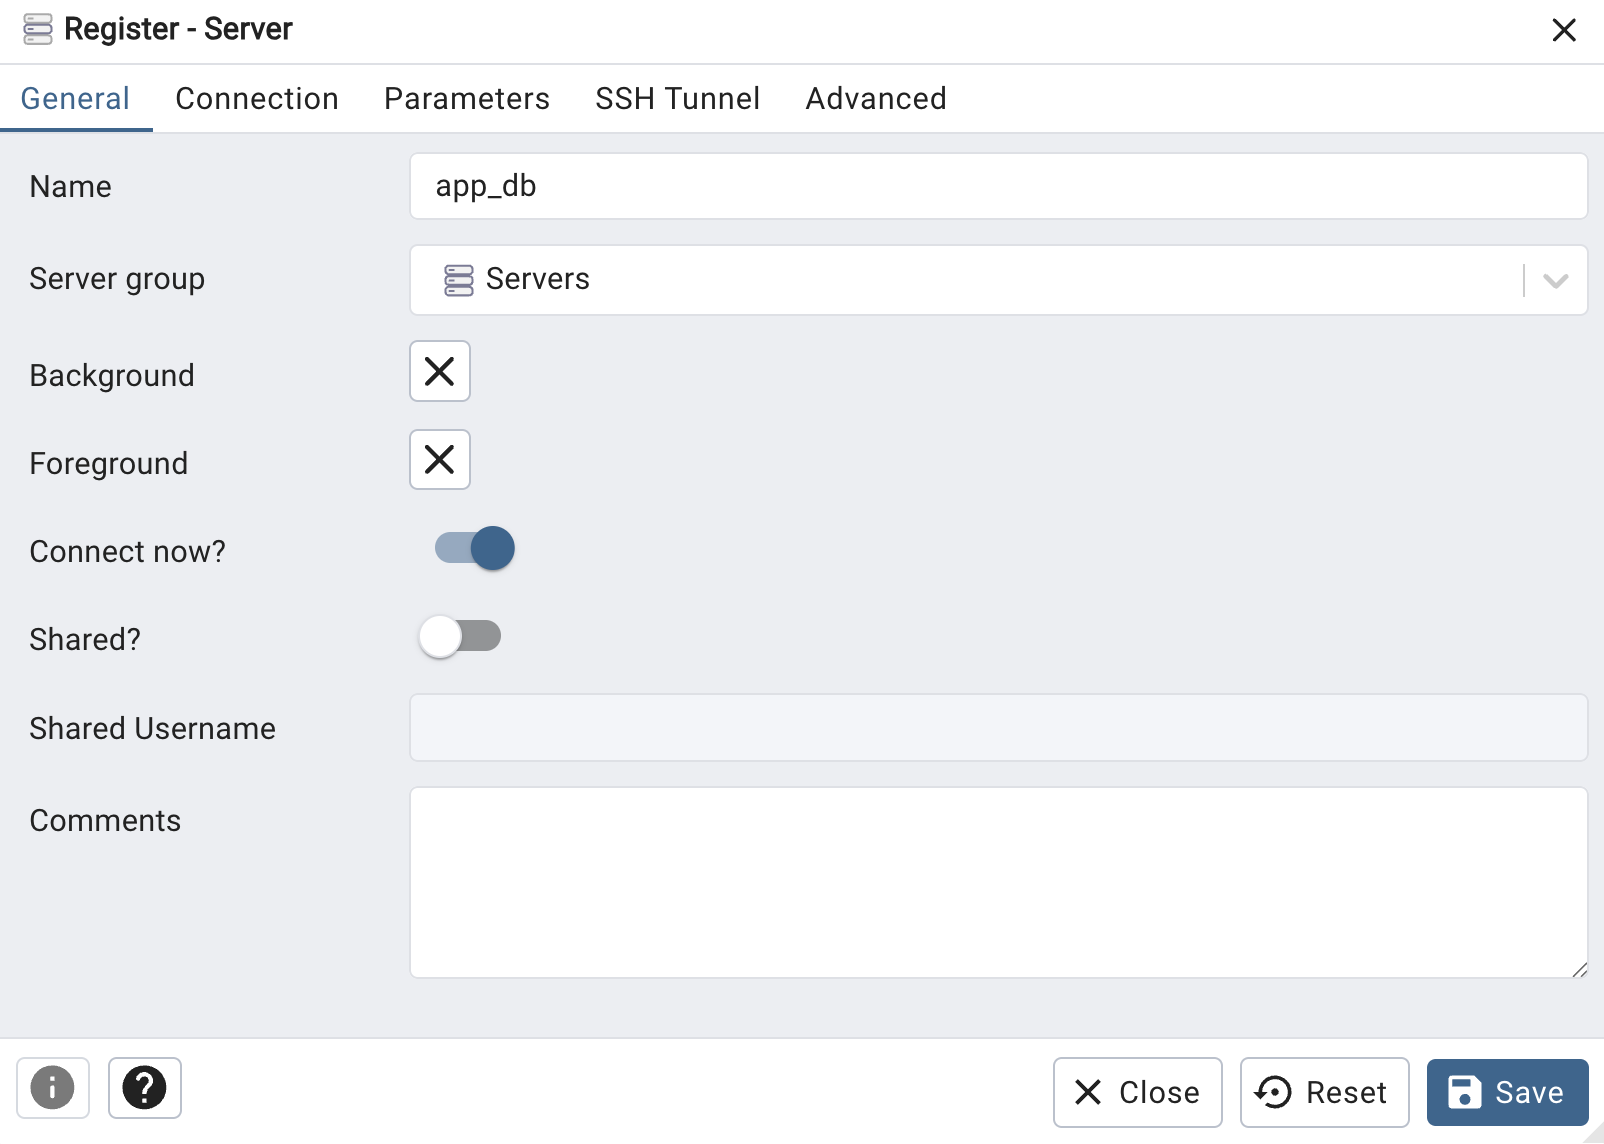 Register - Server
General Connection Parameters SSH Tunnel Advanced
Name app_db
Server group Servers
Background
Foreground
Connect now?
Shared?
Shared Username
Comments
Close Reset Save